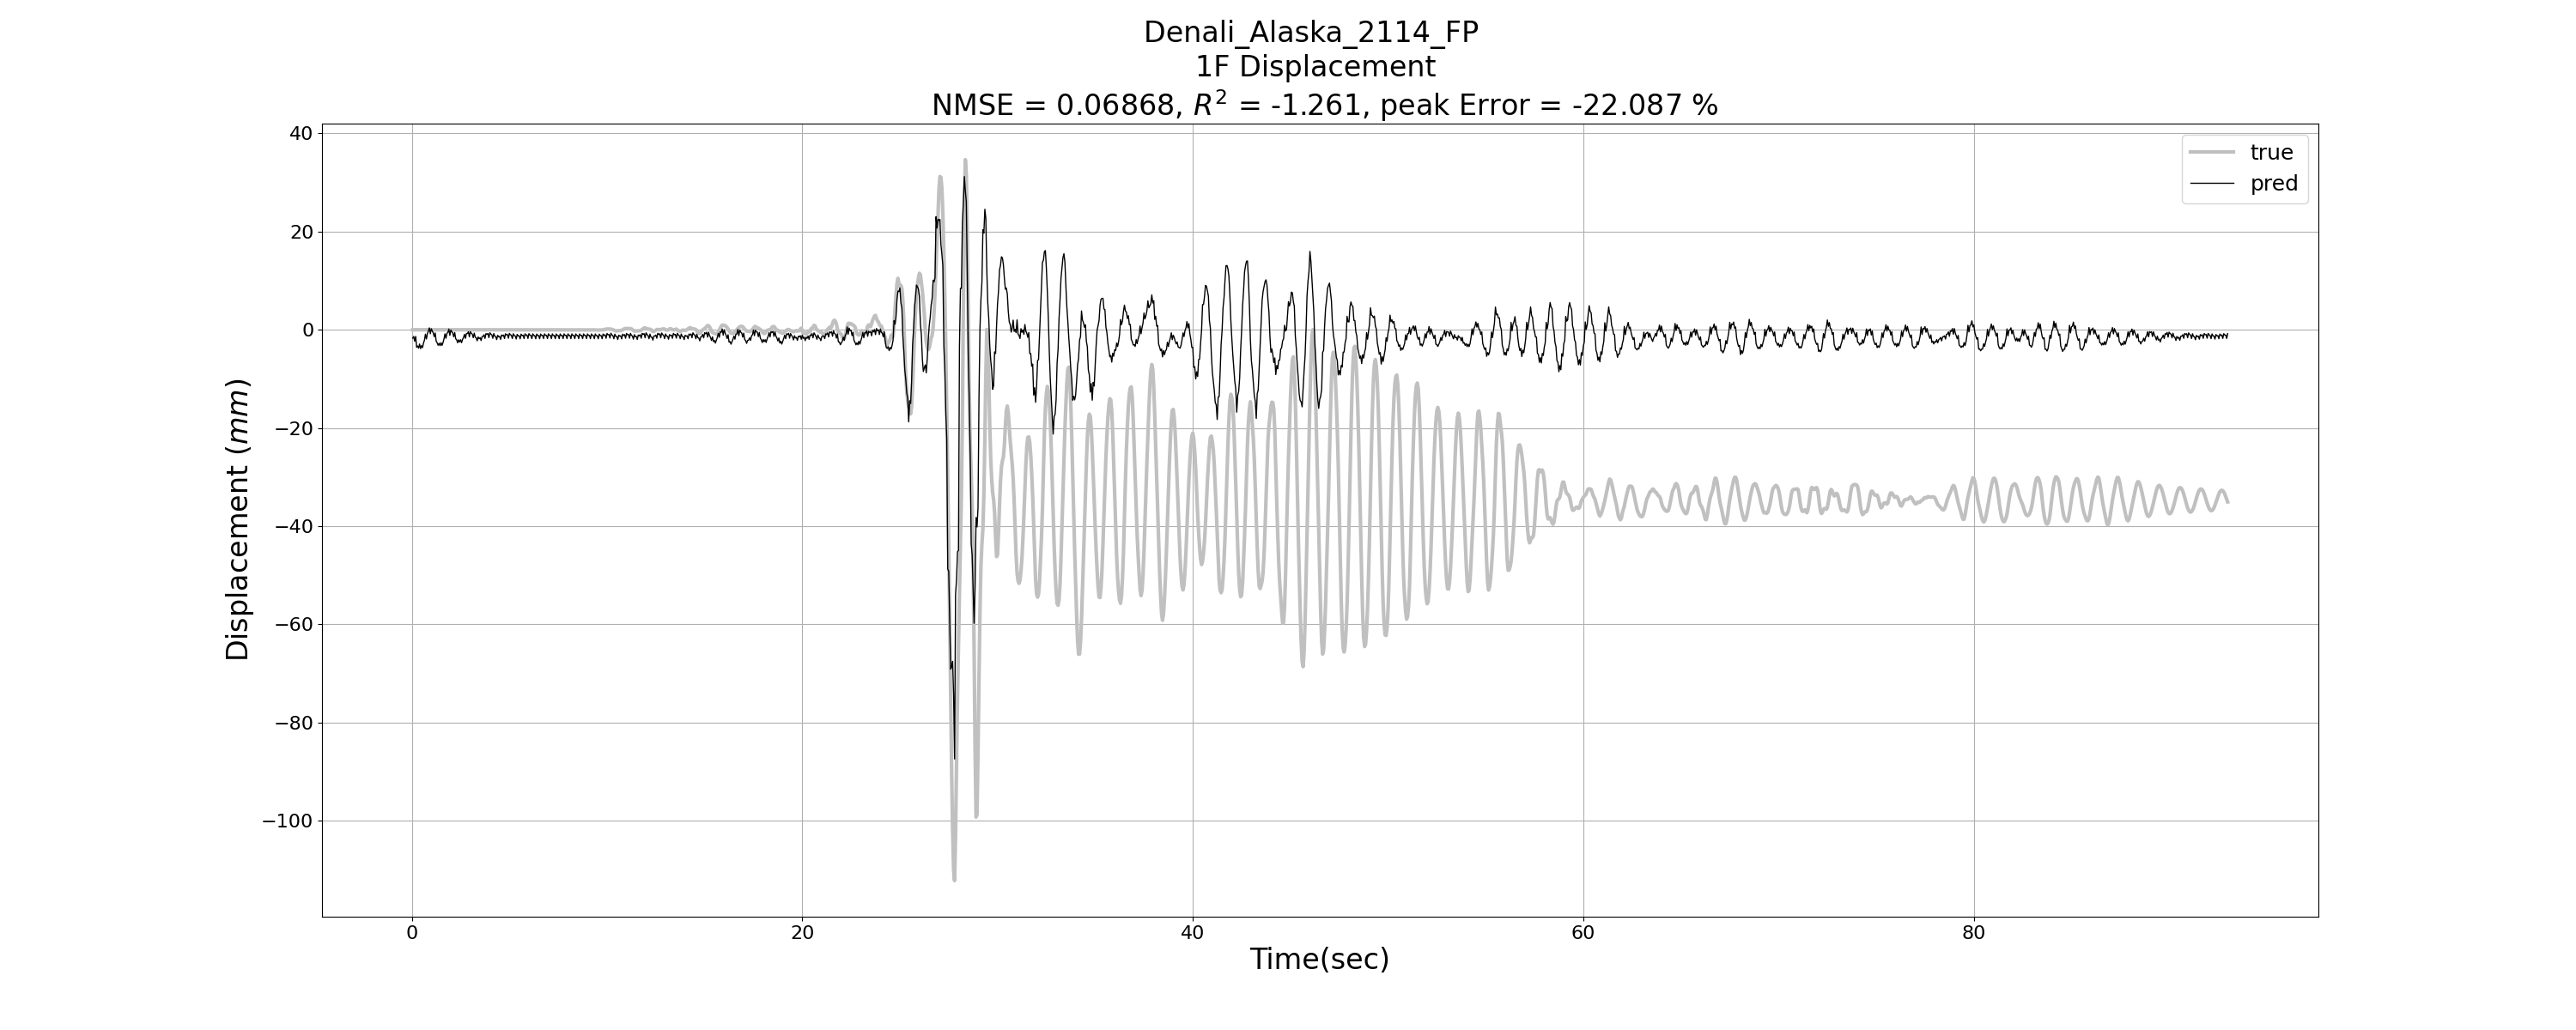 Denali_Alaska_2114_FP
1F Displacement
NMSE = 0.06868, R² = -1.261, peak Error = -22.087 %
true
pred
Displacement (mm)
40
20
0
−20
−40
−60
−80
−100
0 20 40 60 80
Time(sec)